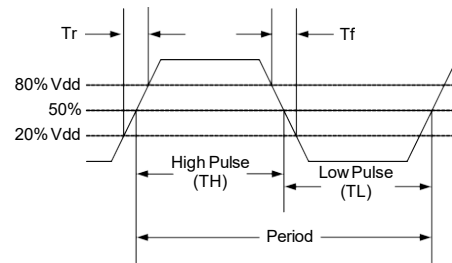 Tr
Tf
80% Vdd
50%
20% Vdd
High Pulse
(TH)
Low Pulse
(TL)
Period